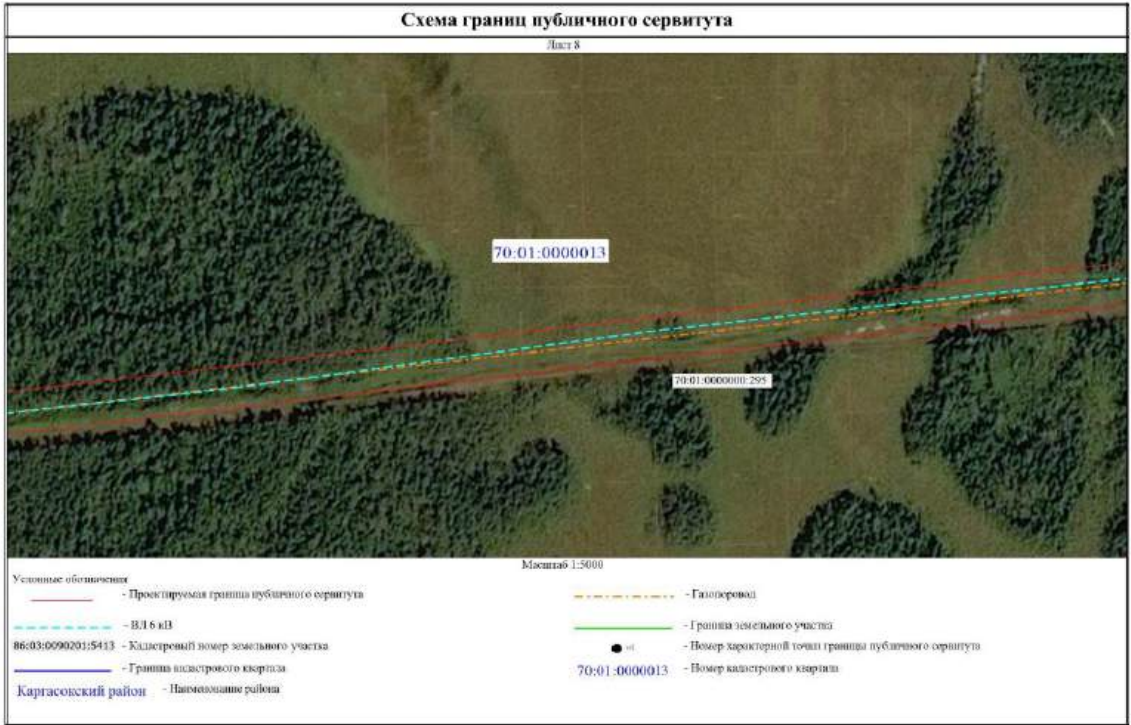 Схема границ публичного сервитута
Лист 8
70:01:0000013
70:01:0000000:295
Масштаб 1:5000
Условные обозначения
- Проектируемая граница публичного сервитута
- Газопоровод
- ВЛ 6 кВ
- Граница земельного участка
86:03:0090201:5413 - Кадастровый номер земельного участка
- Номер характерной точки границы публичного сервитута
- Граница кадастрового квартала
70:01:0000013 - Номер кадастрового квартала
Каргасокский район - Наименование района